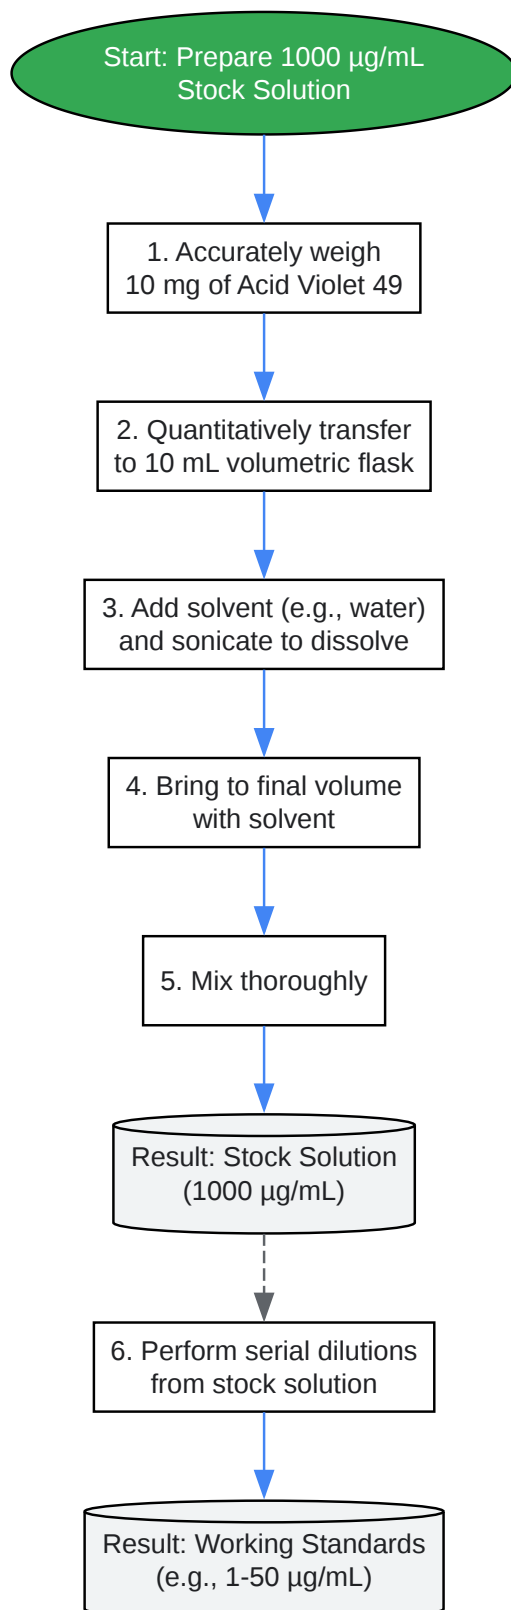 Start: Prepare 1000 µg/mL
Stock Solution
1. Accurately weigh
10 mg of Acid Violet 49
2. Quantitatively transfer
to 10 mL volumetric flask
3. Add solvent (e.g., water)
and sonicate to dissolve
4. Bring to final volume
with solvent
5. Mix thoroughly
Result: Stock Solution
(1000 µg/mL)
6. Perform serial dilutions
from stock solution
Result: Working Standards
(e.g., 1-50 µg/mL)